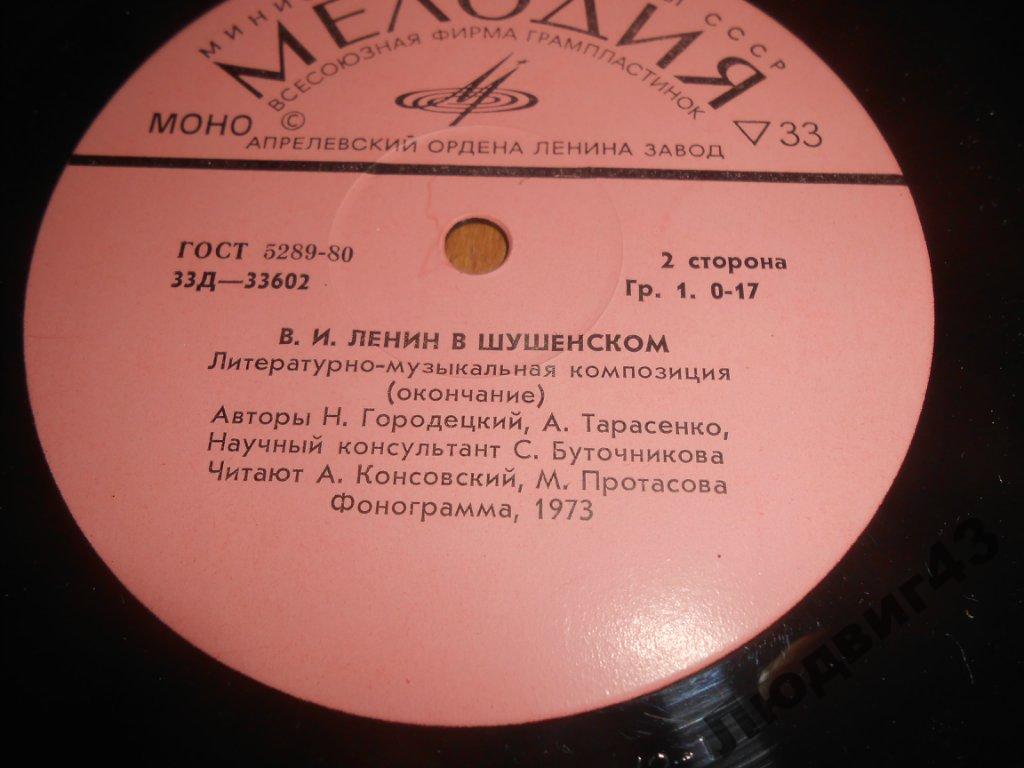 СССР
МЕЛОДИЯ
ВСЕСОЮЗНАЯ ФИРМА ГРАМПЛАСТИНОК
МОНО © ▽ 33
АПРЕЛЕВСКИЙ ОРДЕНА ЛЕНИНА ЗАВОД
ГОСТ 5289-80
2 сторона
33Д—33602
Гр. 1. 0-17
В. И. ЛЕНИН В ШУШЕНСКОМ
Литературно-музыкальная композиция
(окончание)
Авторы Н. Городецкий, А. Тарасенко,
Научный консультант С. Буточникова
Читают А. Консовский, М. Протасова
Фонограмма, 1973
Людвиг43